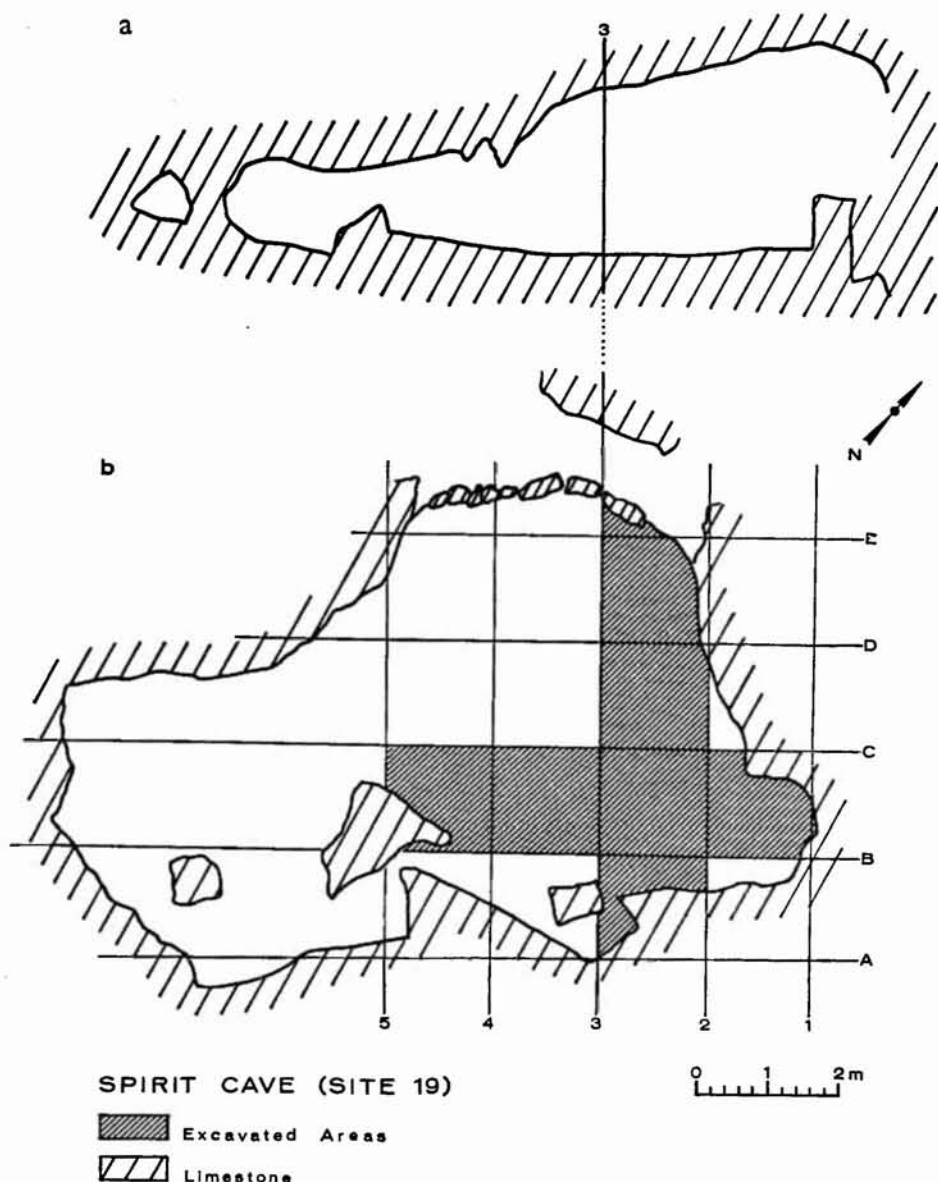 a
3
N
b
E
D
C
B
A
5 4 3 2 1
SPIRIT CAVE (SITE 19)
0 1 2m
Excavated Areas
Limestone